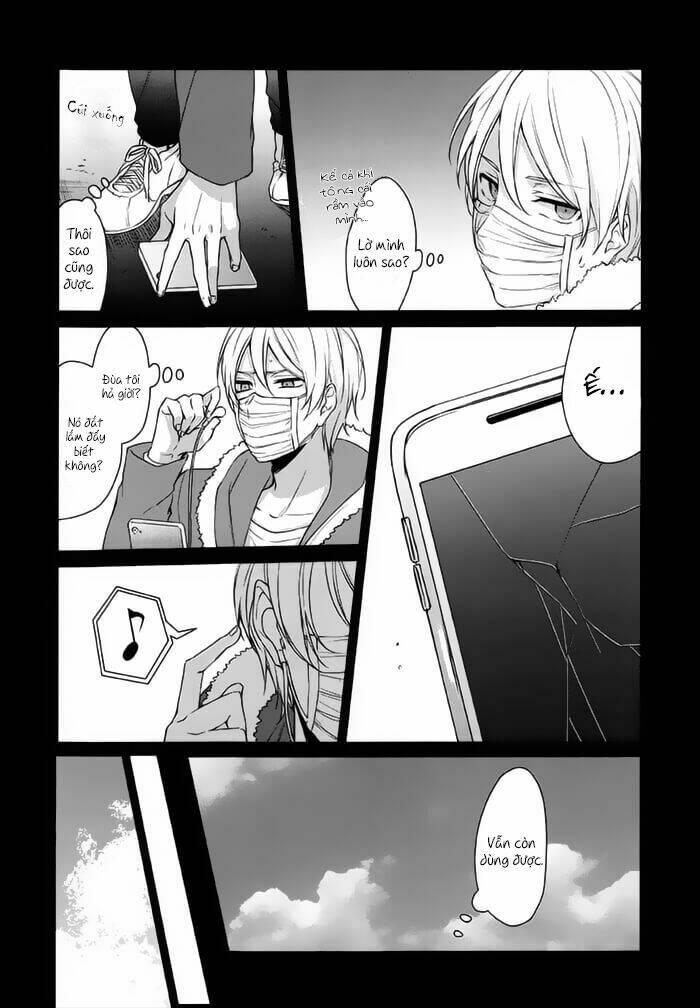 Kể cả khi
tông cái
rầm vào
mình...
Lờ mình
luôn sao?
Cúi xuống
Thôi
sao
cũng
được.
Ế...
Đùa tôi
hả giời?
Nó đắt
lắm đấy
biết
không?
Vẫn còn
dùng được.